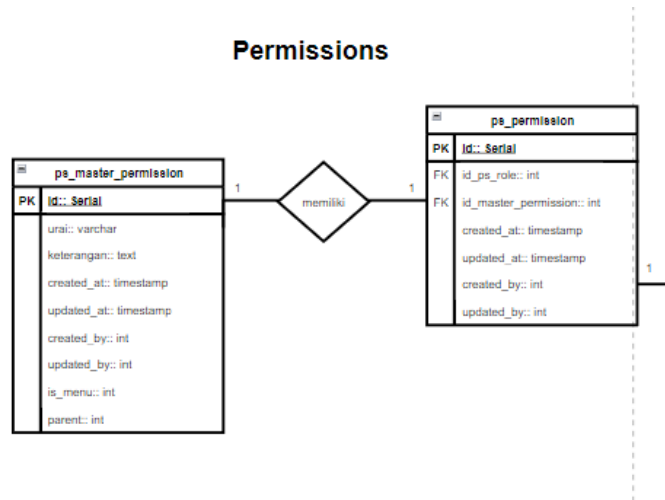 Permissions
ps_master_permission
PK id:: Serial
urai:: varchar
keterangan:: text
created_at:: timestamp
updated_at:: timestamp
created_by:: int
updated_by:: int
is_menu:: int
parent:: int
1
memiliki
1
ps_permission
PK id:: Serial
FK id_ps_role:: int
FK id_master_permission:: int
created_at:: timestamp
updated_at:: timestamp
created_by:: int
updated_by:: int
1